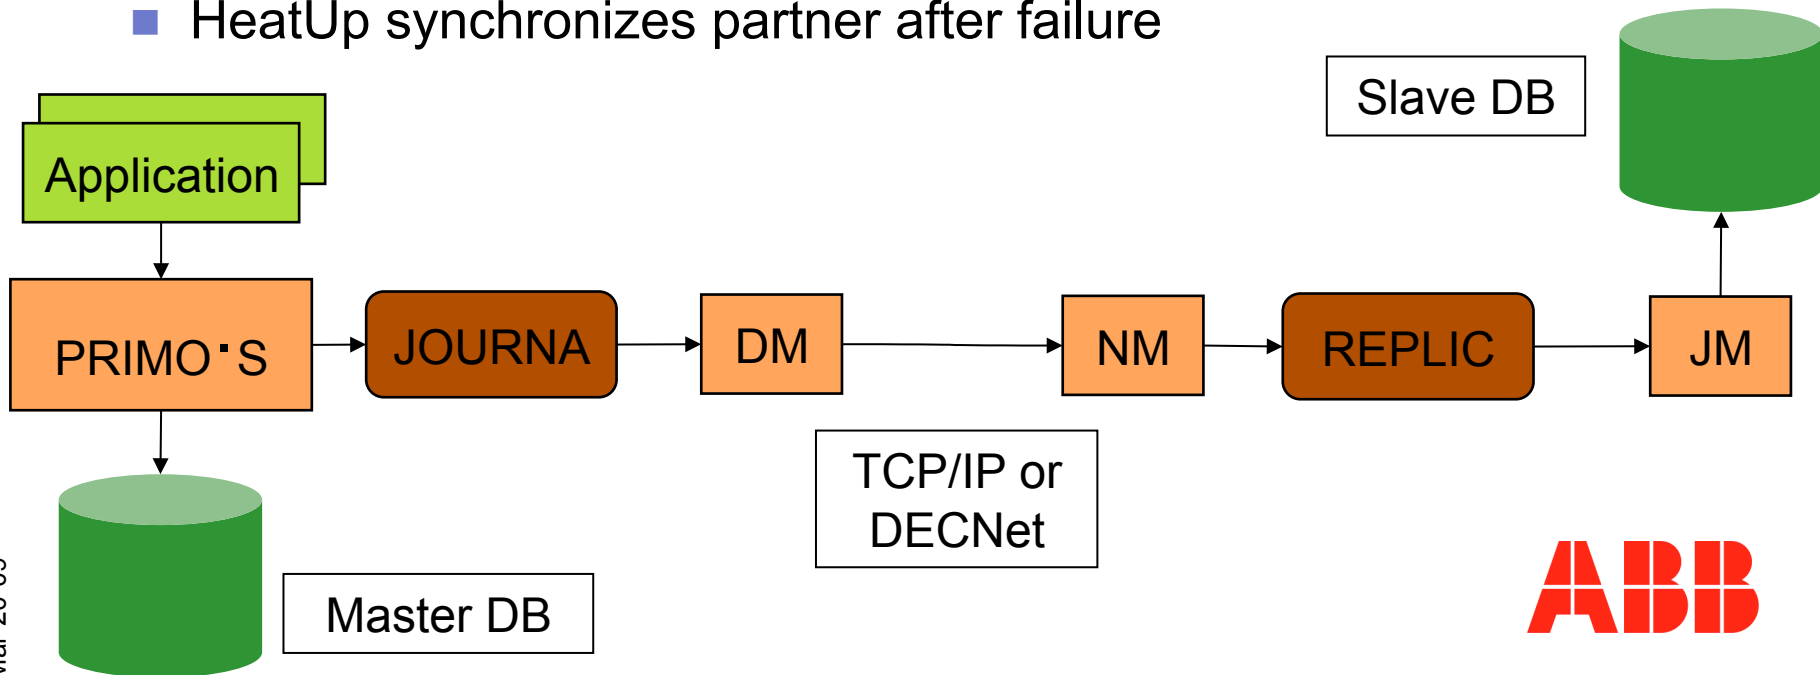 HeatUp synchronizes partner after failure
Slave DB
Application
PRIMO·S
JOURNA
DM
NM
REPLIC
JM
TCP/IP or
DECNet
Master DB
ABB